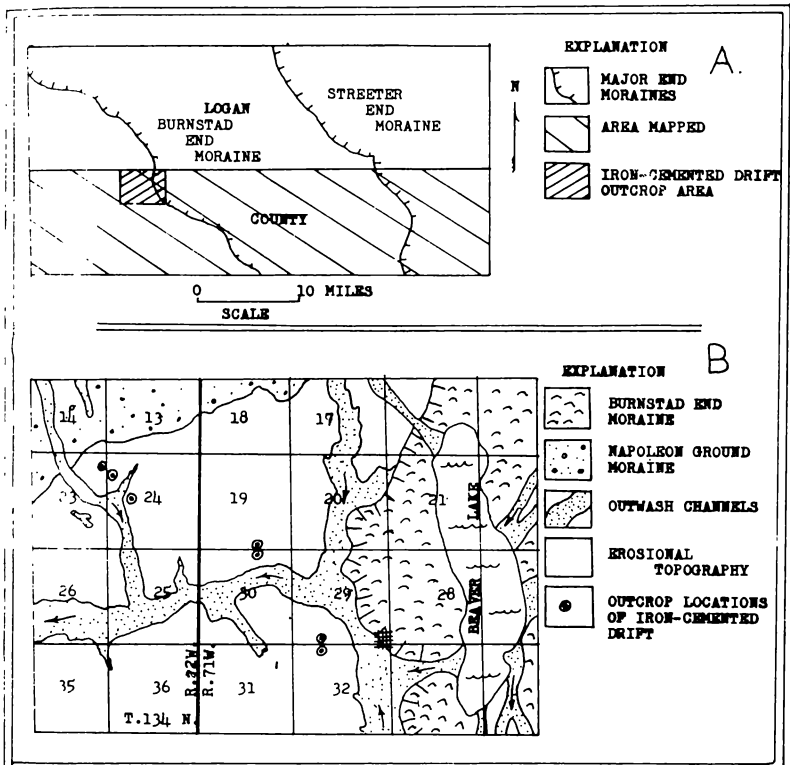 EXPLANATION
A.
N
MAJOR END
MORAINES
AREA MAPPED
IRON-CEMENTED DRIFT
OUTCROP AREA
LOGAN
BURNSTAD
END
MORAINE
STREETER
END
MORAINE
COUNTY
0 10 MILES
SCALE
B
EXPLANATION
BURNSTAD END
MORAINE
NAPOLEON GROUND
MORAINE
OUTWASH CHANNELS
EROSIONAL
TOPOGRAPHY
OUTCROP LOCATIONS
OF IRON-CEMENTED
DRIFT
14 13 18 17
23 24 19 20 21
26 25 30 29 28
35 36 31 32
BEAVER LAKE
R.72W.
R.71W.
T.134 N.